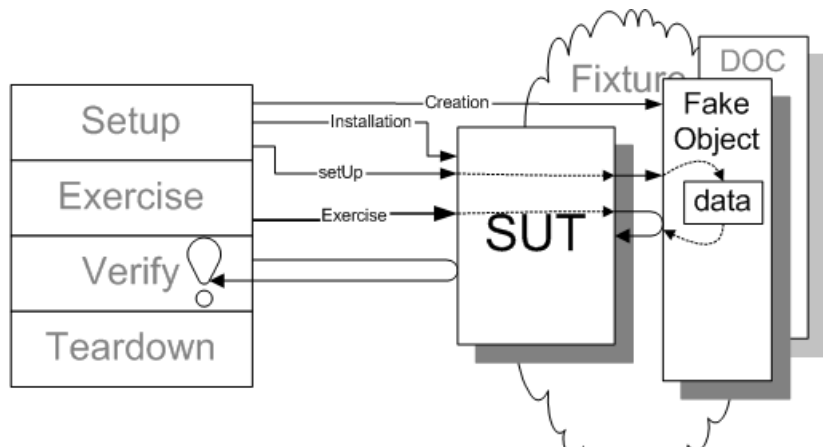 Setup
Exercise
Verify
Teardown
Creation
Installation
setUp
Exercise
SUT
Fixture
DOC
Fake
Object
data